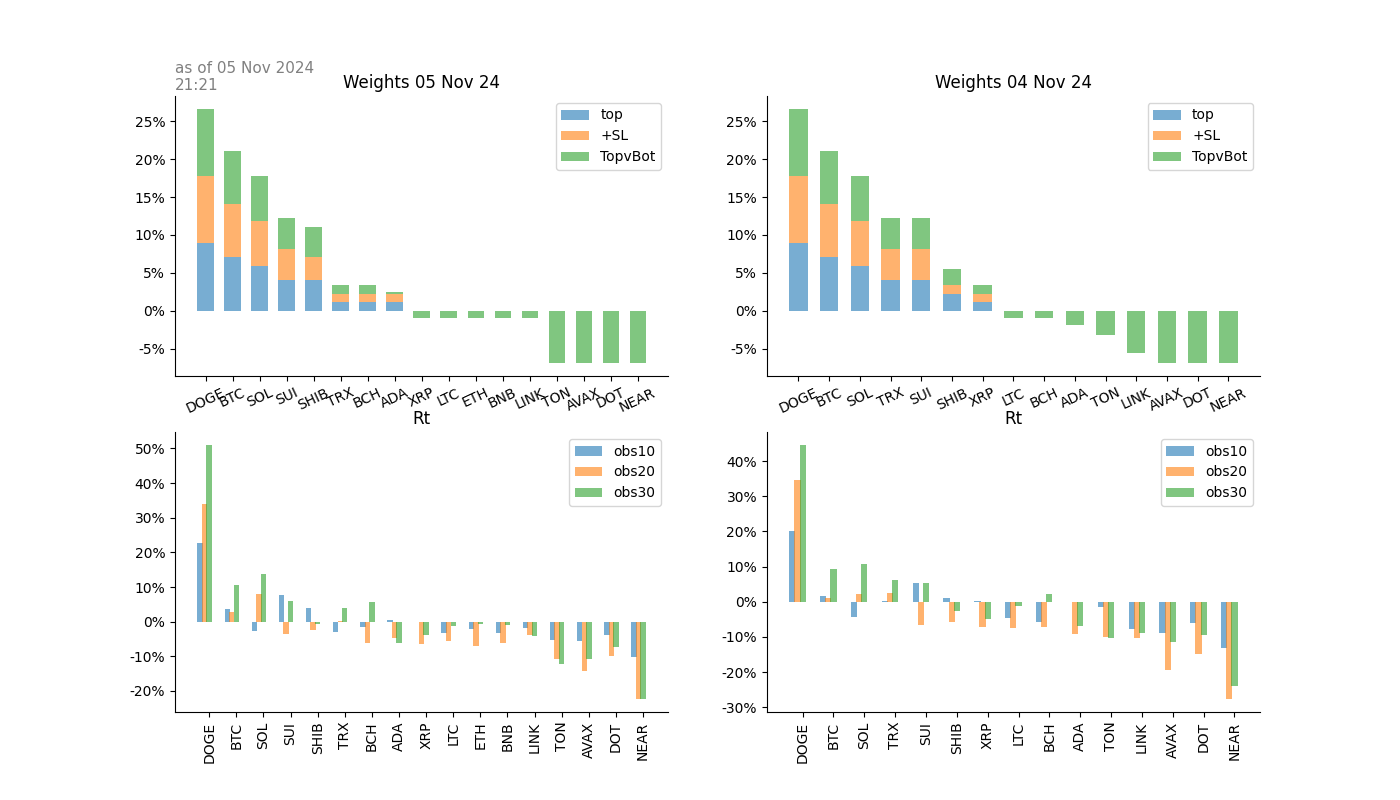 as of 05 Nov 2024
21:21
Weights 05 Nov 24
25%
20%
15%
10%
5%
0%
-5%
top
+SL
TopvBot
DOGE BTC SOL SUI SHIB TRX BCH ADA XRP LTC ETH BNB LINK TON AVAX DOT NEAR
Weights 04 Nov 24
25%
20%
15%
10%
5%
0%
-5%
top
+SL
TopvBot
DOGE BTC SOL TRX SUI SHIB XRP LTC BCH ADA TON LINK AVAX DOT NEAR
Rt
50%
40%
30%
20%
10%
0%
-10%
-20%
obs10
obs20
obs30
DOGE BTC SOL SUI SHIB TRX BCH ADA XRP LTC ETH BNB LINK TON AVAX DOT NEAR
Rt
40%
30%
20%
10%
0%
-10%
-20%
-30%
obs10
obs20
obs30
DOGE BTC SOL TRX SUI SHIB XRP LTC BCH ADA TON LINK AVAX DOT NEAR